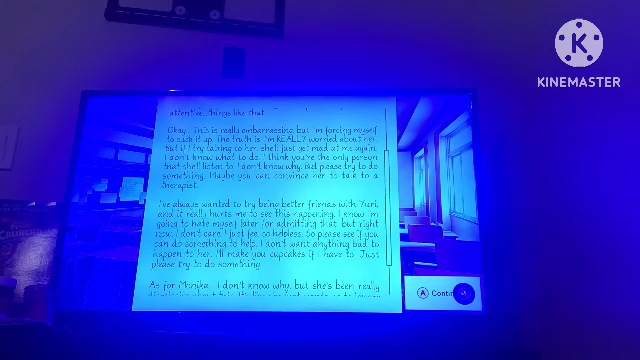 KINEMASTER
attentive...things like that.
Okay... This is really embarrassing, but I'm forcing myself
to suck it up. The truth is, I'm REALLY worried about
But if I try talking to her, she'll just get mad at me again.
I don't know what to do. I think you're the only person
that she'll listen to. I don't know why. But please try to do
something. Maybe you can convince her to talk to a
therapist.
I've always wanted to try being better friends with Yuri,
and it really hurts me to see this happening. I know I'm
going to hate myself later for admitting that, but right
now I don't care. I just feel so helpless. So please see if you
can do something to help. I don't want anything bad to
happen to her. I'll make you cupcakes if I have to. Just
please try to do something.
As for Monika... I don't know why, but she's been really
A Contin